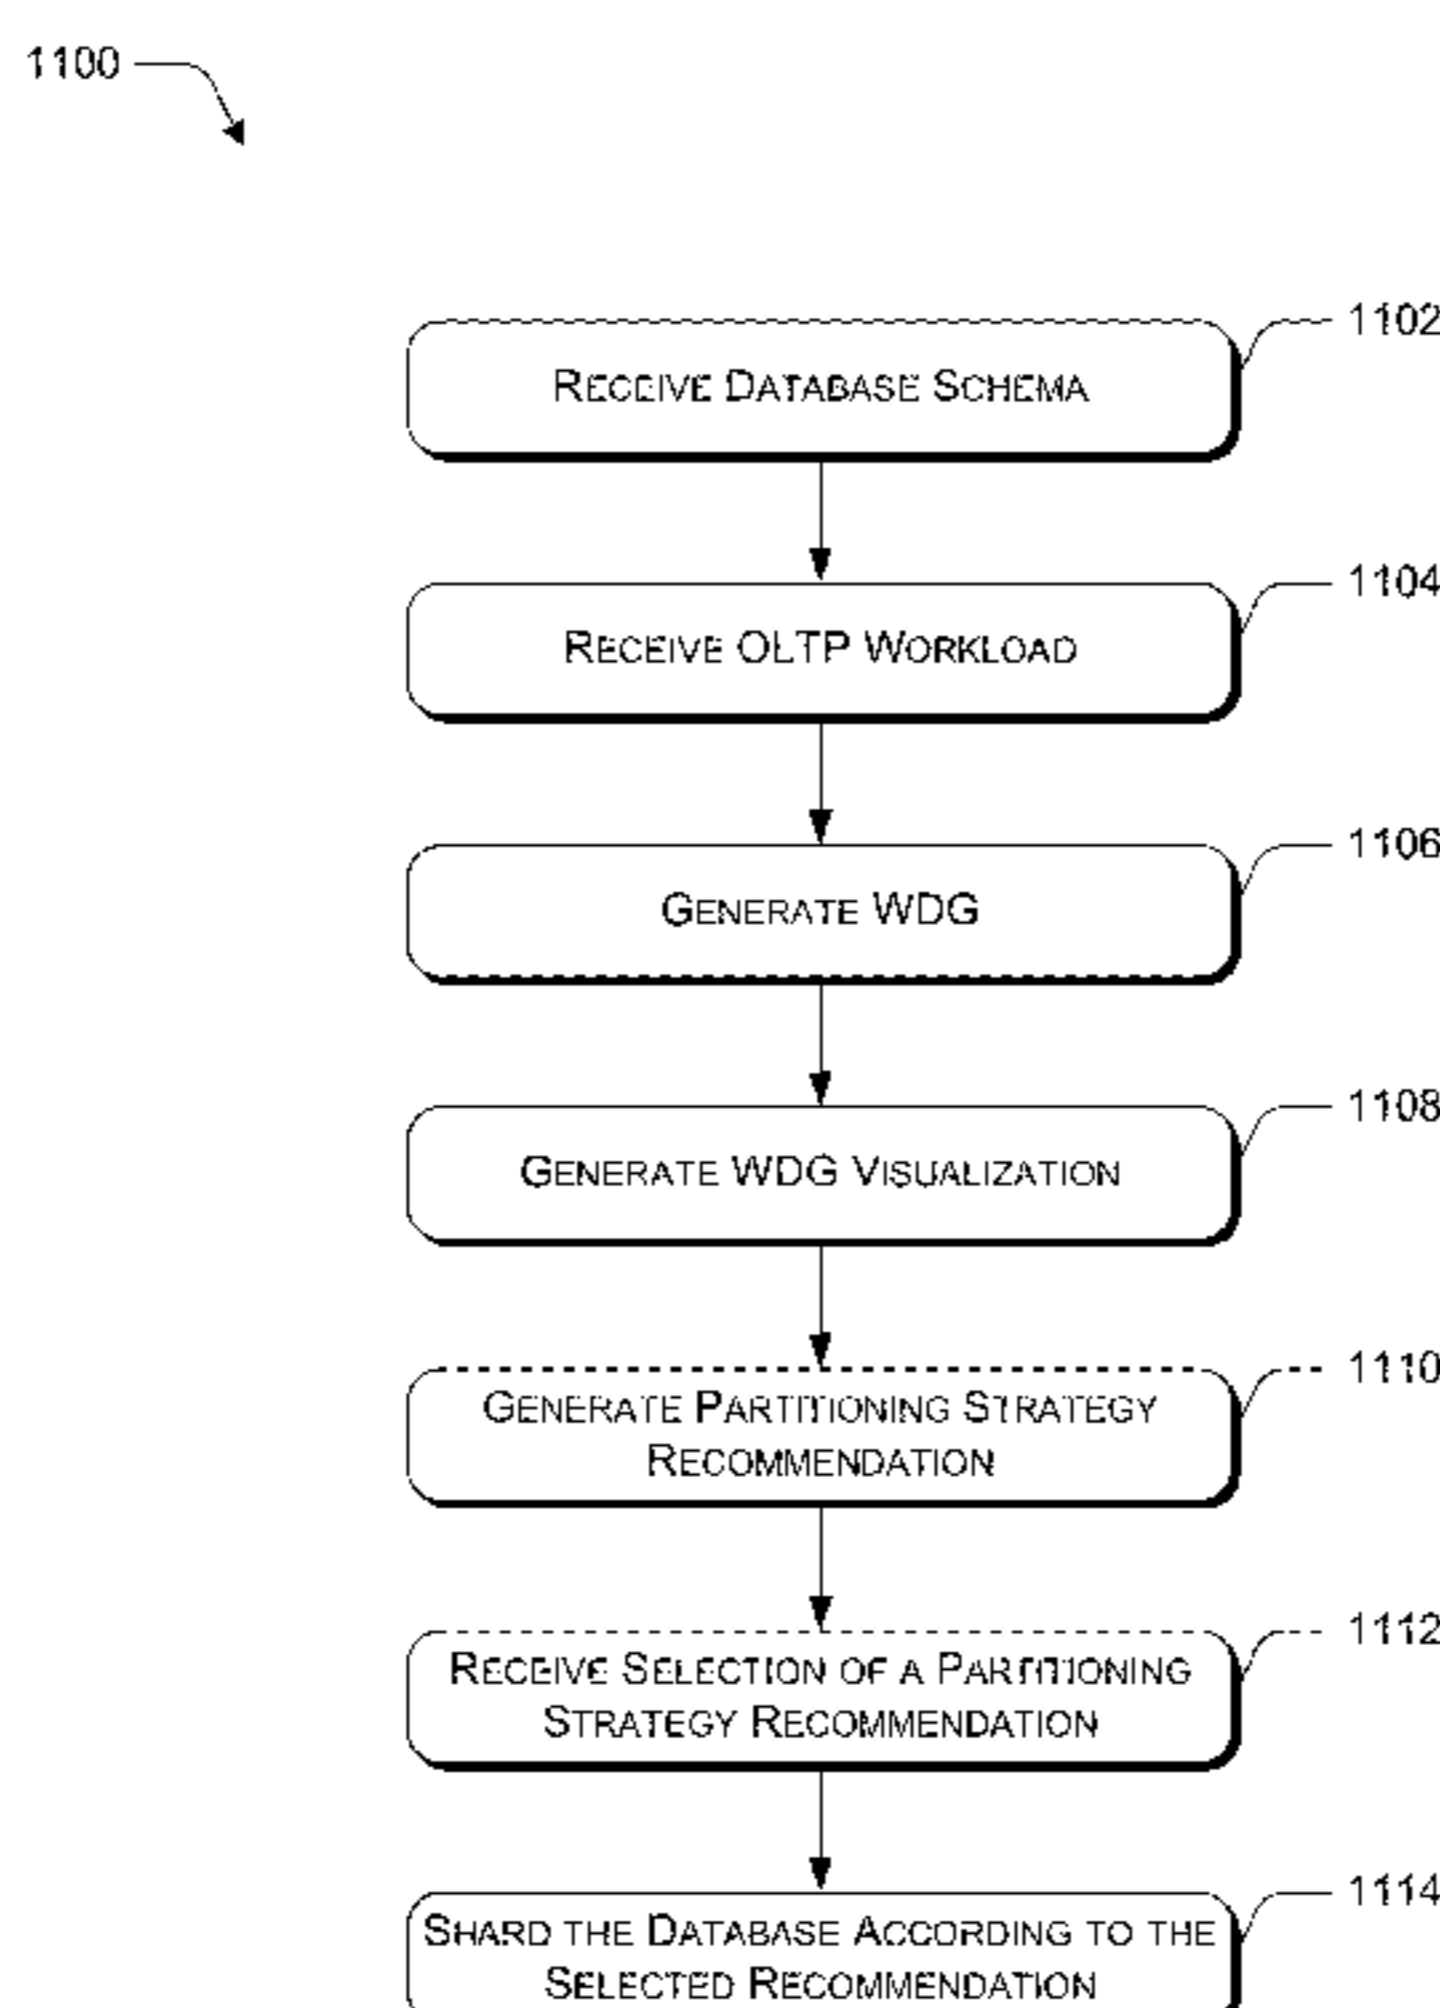 1100
1102
RECEIVE DATABASE SCHEMA
1104
RECEIVE OLTP WORKLOAD
1106
GENERATE WDG
1108
GENERATE WDG VISUALIZATION
1110
GENERATE PARTITIONING STRATEGY
RECOMMENDATION
1112
RECEIVE SELECTION OF A PARTITIONING
STRATEGY RECOMMENDATION
1114
SHARD THE DATABASE ACCORDING TO THE
SELECTED RECOMMENDATION